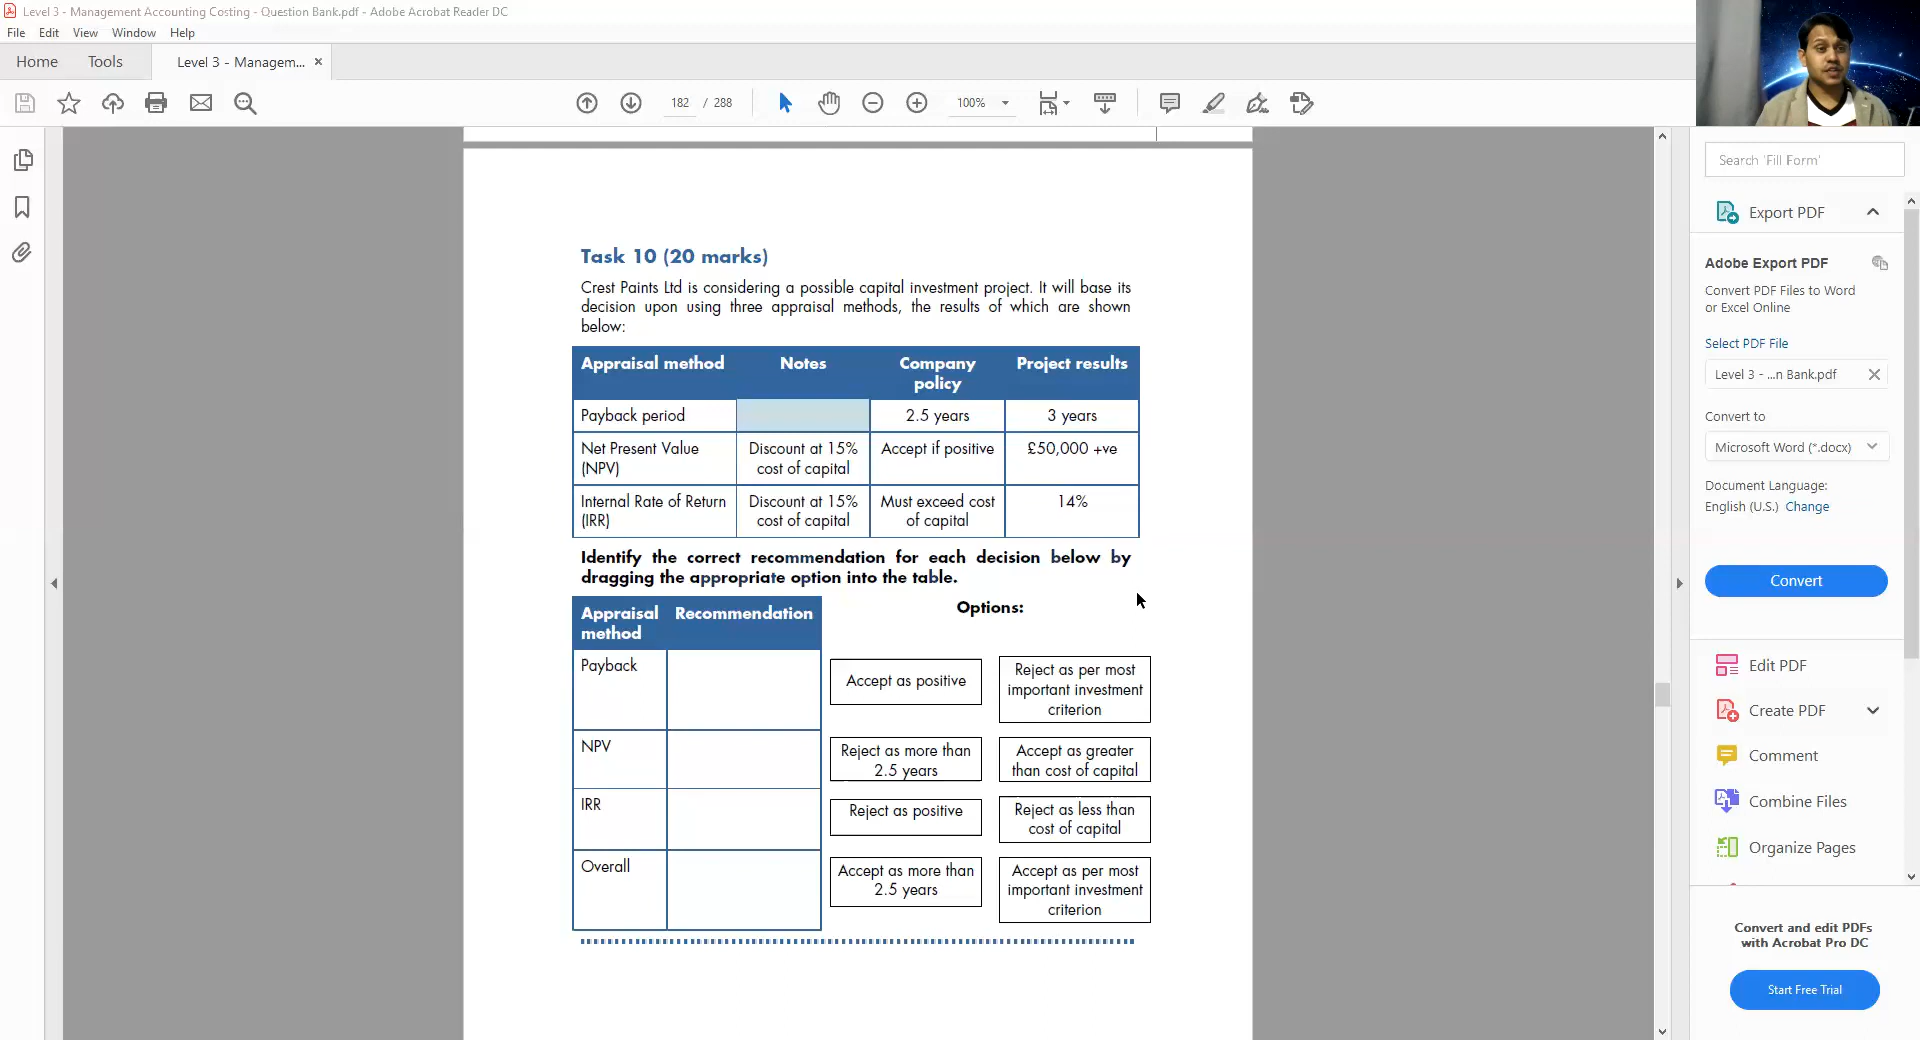 Level 3 - Management Accounting Costing - Question Bank.pdf - Adobe Acrobat Reader DC
File Edit View Window Help
Home Tools Level 3 - Managem... ×
182 / 288 100%
Search 'Fill Form'
Export PDF
Adobe Export PDF
Convert PDF Files to Word
or Excel Online
Select PDF File
Level 3 - ...n Bank.pdf
Convert to
Microsoft Word (*.docx)
Document Language:
English (U.S.) Change
Convert
Edit PDF
Create PDF
Comment
Combine Files
Organize Pages
Convert and edit PDFs
with Acrobat Pro DC
Start Free Trial
Task 10 (20 marks)
Crest Paints Ltd is considering a possible capital investment project. It will base its
decision upon using three appraisal methods, the results of which are shown
below:
Appraisal method Notes Company policy Project results
Payback period 2.5 years 3 years
Net Present Value (NPV) Discount at 15% cost of capital Accept if positive £50,000 +ve
Internal Rate of Return (IRR) Discount at 15% cost of capital Must exceed cost of capital 14%
Identify the correct recommendation for each decision below by
dragging the appropriate option into the table.
Appraisal method Recommendation
Payback
NPV
IRR
Overall
Options:
Accept as positive
Reject as per most
important investment
criterion
Reject as more than
2.5 years
Accept as greater
than cost of capital
Reject as positive
Reject as less than
cost of capital
Accept as more than
2.5 years
Accept as per most
important investment
criterion